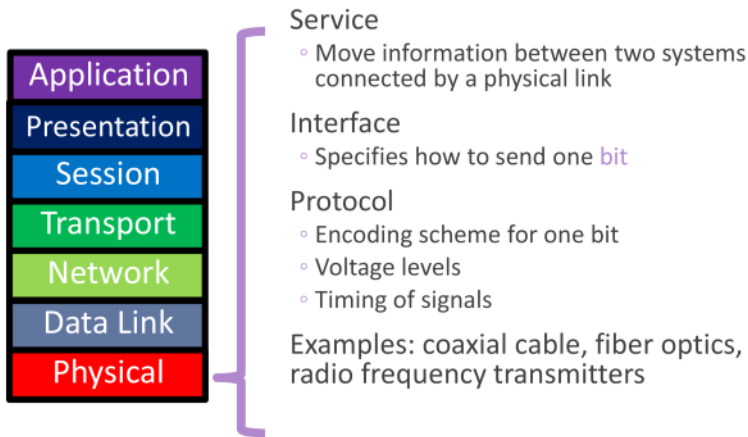 Application
Presentation
Session
Transport
Network
Data Link
Physical
Service
◦ Move information between two systems
connected by a physical link
Interface
◦ Specifies how to send one bit
Protocol
◦ Encoding scheme for one bit
◦ Voltage levels
◦ Timing of signals
Examples: coaxial cable, fiber optics,
radio frequency transmitters